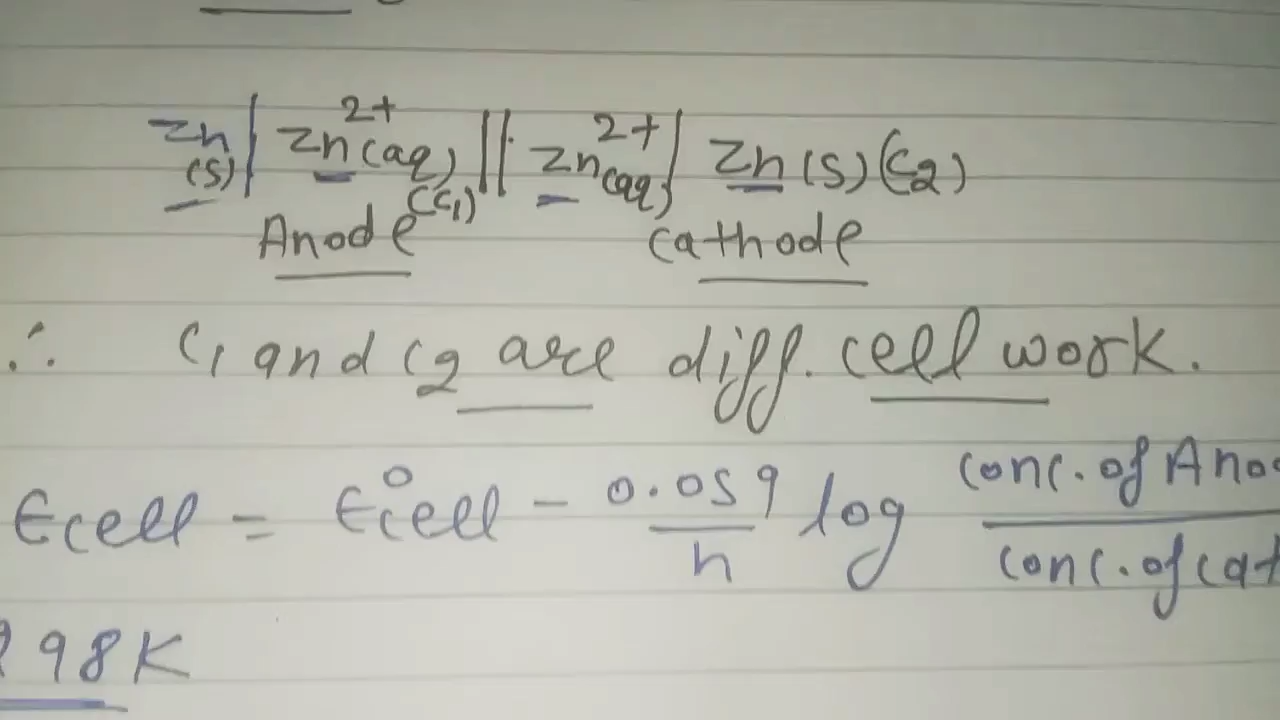 Zn(s) | Zn²⁺(aq) (C₁) || Zn²⁺(aq) | Zn(s) (C₂)
Anode Cathode
∴ C₁ and C₂ are diff. cell work.
Ecell = E°cell - 0.059/n log conc. of Ano / conc. of cat
298K